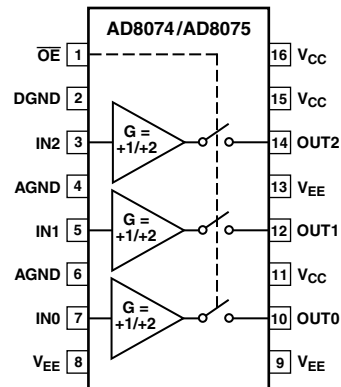 AD8074/AD8075
OE 1
DGND 2
IN2 3
AGND 4
IN1 5
AGND 6
IN0 7
VEE 8
G =
+1/+2
G =
+1/+2
G =
+1/+2
16 VCC
15 VCC
14 OUT2
13 VEE
12 OUT1
11 VCC
10 OUT0
9 VEE